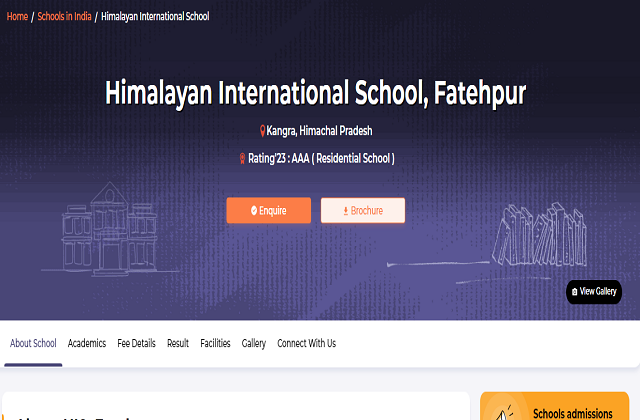 Home / Schools in India / Himalayan International School
Himalayan International School, Fatehpur
Kangra, Himachal Pradesh
Rating'23 : AAA ( Residential School )
Enquire Brochure
View Gallery
About School Academics Fee Details Result Facilities Gallery Connect With Us
Schools admissions